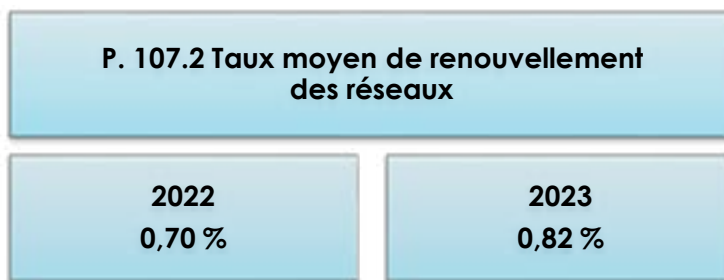 P. 107.2 Taux moyen de renouvellement
des réseaux
2022
0,70 %
2023
0,82 %